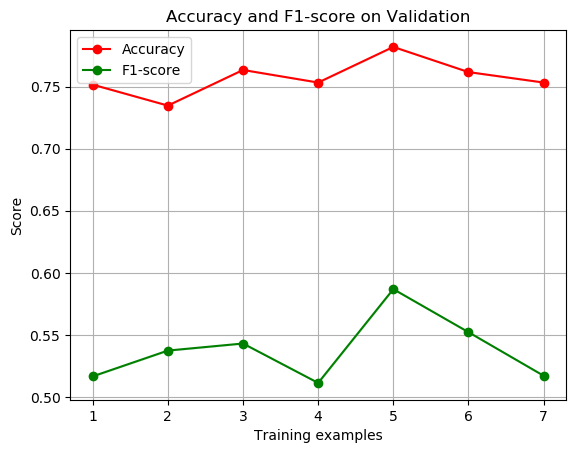 Accuracy and F1-score on Validation
Accuracy
F1-score
0.75
0.70
0.65
0.60
0.55
0.50
Score
1 2 3 4 5 6 7
Training examples